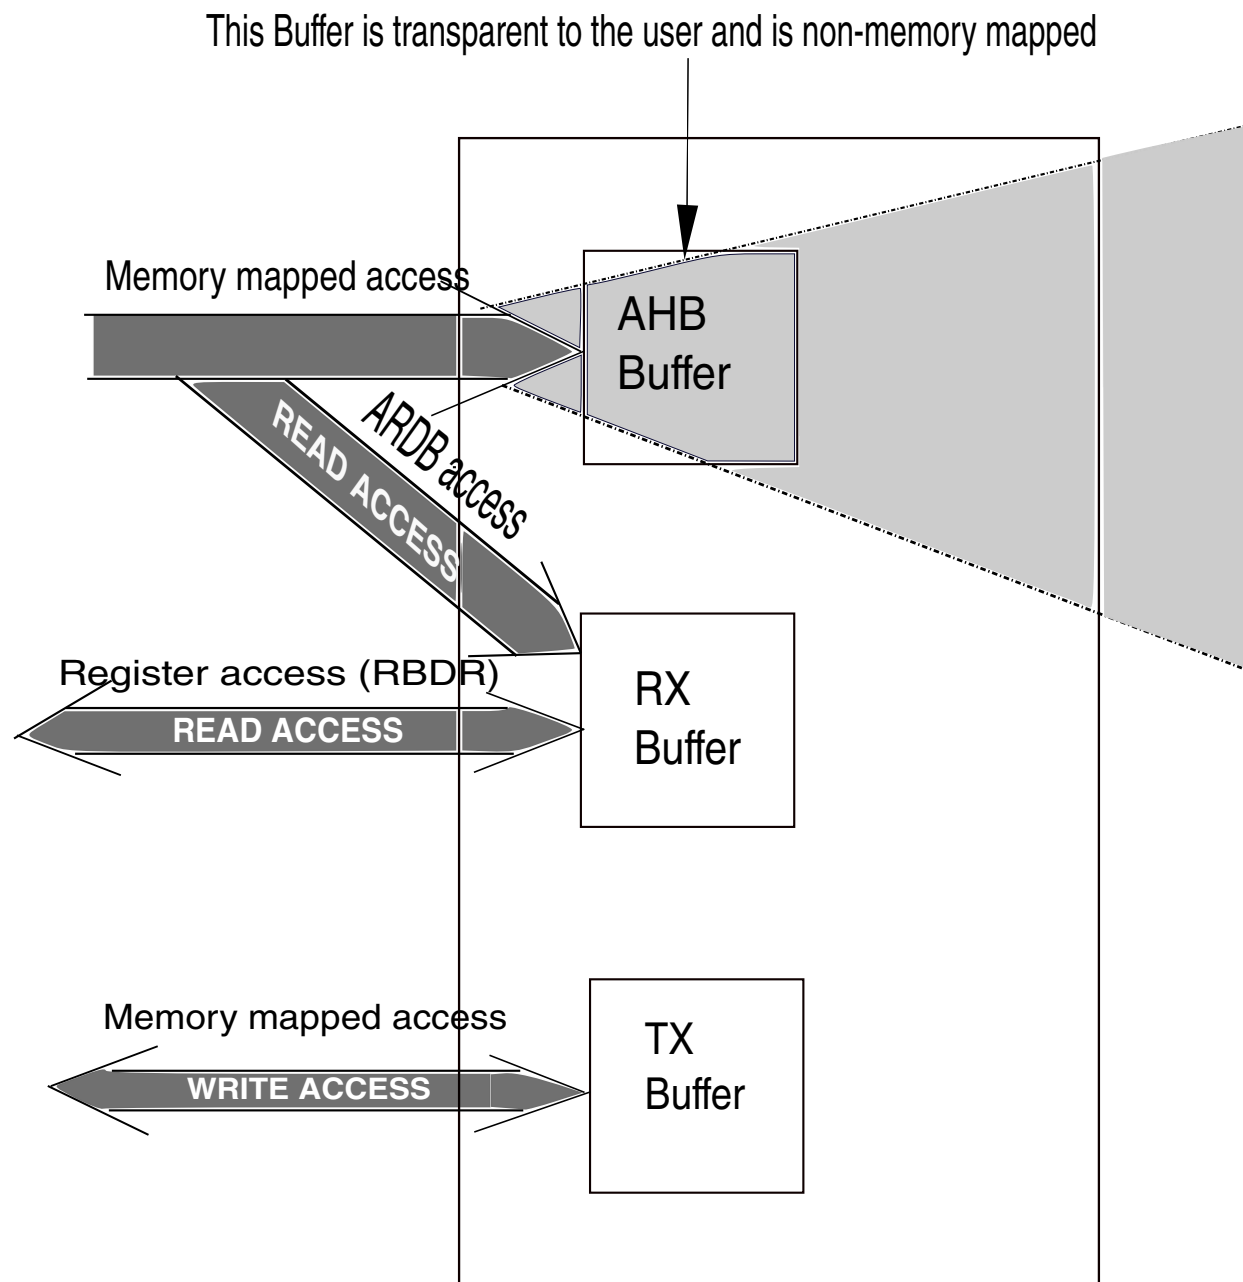 This Buffer is transparent to the user and is non-memory mapped
Memory mapped access
AHB
Buffer
ARDB access
READ ACCESS
Register access (RBDR)
READ ACCESS
RX
Buffer
Memory mapped access
WRITE ACCESS
TX
Buffer